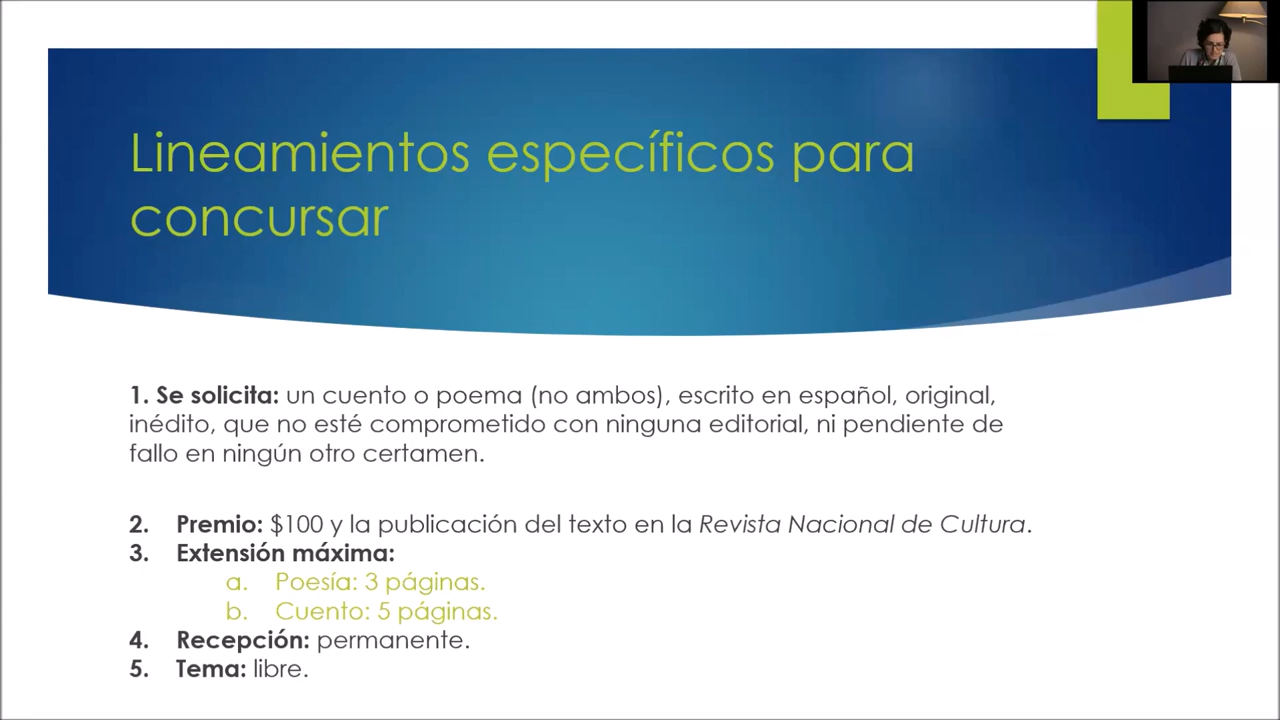 Lineamientos específicos para
concursar
1. Se solicita: un cuento o poema (no ambos), escrito en español, original,
inédito, que no esté comprometido con ninguna editorial, ni pendiente de
fallo en ningún otro certamen.
2. Premio: $100 y la publicación del texto en la Revista Nacional de Cultura.
3. Extensión máxima:
a. Poesía: 3 páginas.
b. Cuento: 5 páginas.
4. Recepción: permanente.
5. Tema: libre.